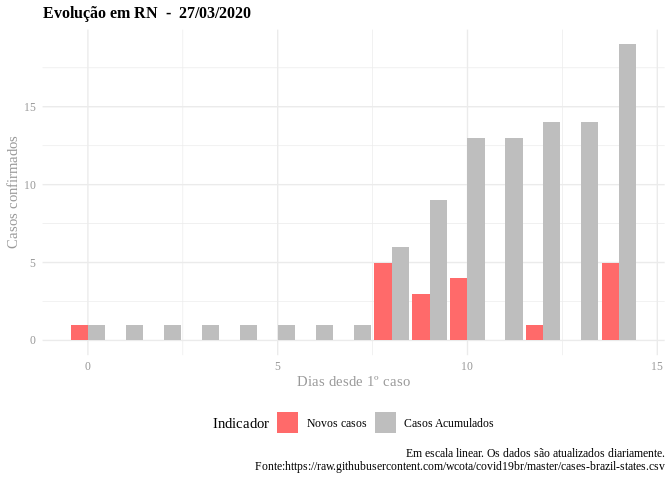 Evolução em RN - 27/03/2020
Casos confirmados
15
10
5
0
0
5
10
15
Dias desde 1º caso
Indicador
Novos casos
Casos Acumulados
Em escala linear. Os dados são atualizados diariamente.
Fonte:https://raw.githubusercontent.com/wcota/covid19br/master/cases-brazil-states.csv